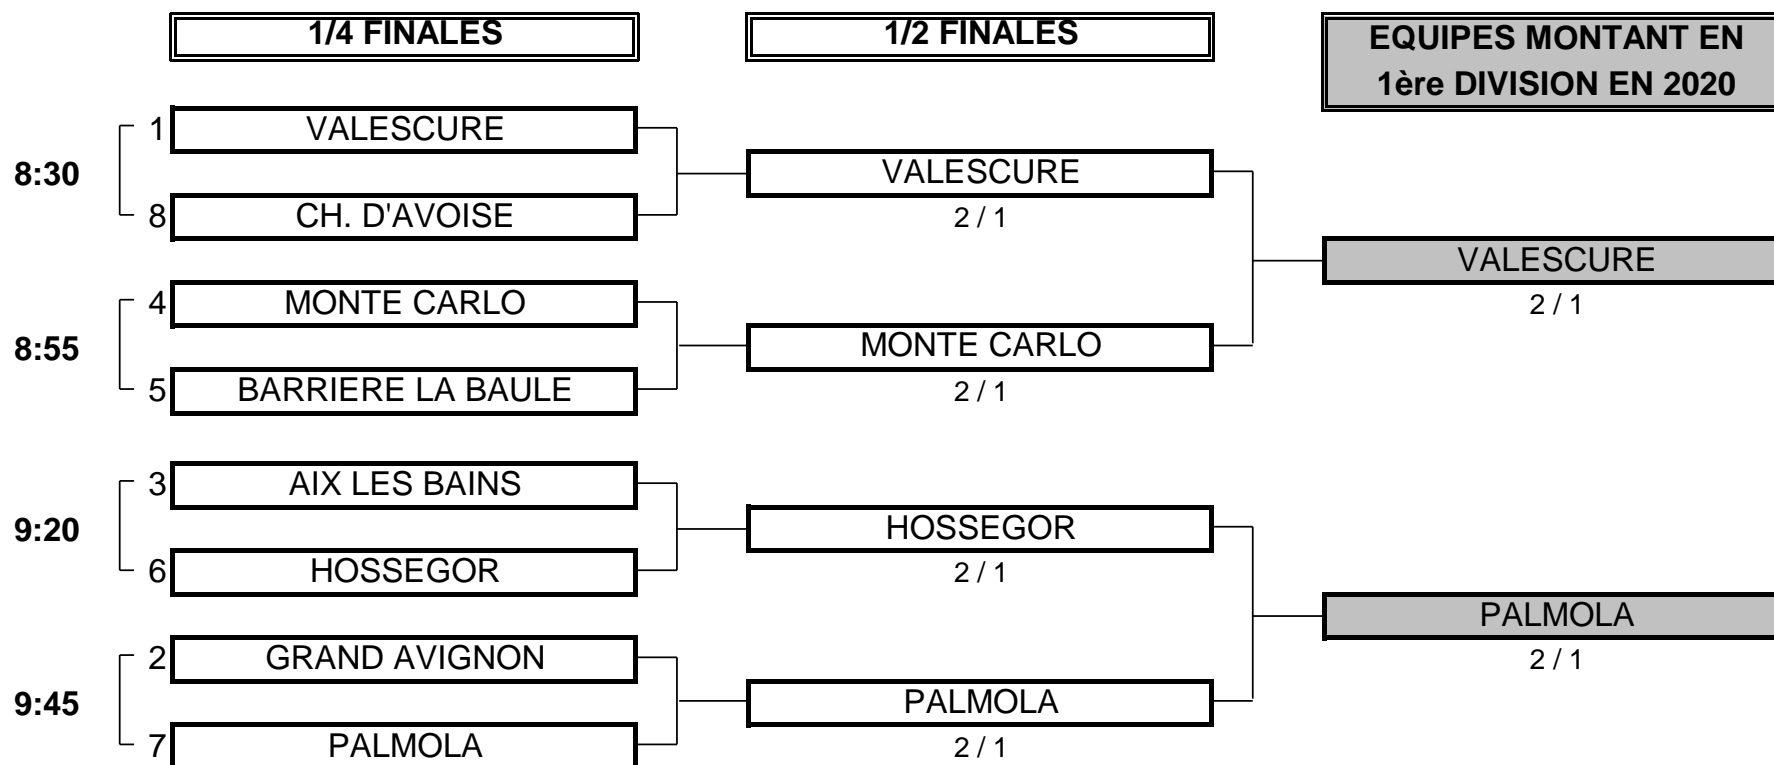 1/4 FINALES
1/2 FINALES
EQUIPES MONTANT EN
1ère DIVISION EN 2020
8:30
1 VALESCURE
8 CH. D'AVOISE
VALESCURE
2 / 1
VALESCURE
2 / 1
8:55
4 MONTE CARLO
5 BARRIERE LA BAULE
MONTE CARLO
2 / 1
9:20
3 AIX LES BAINS
6 HOSSEGOR
HOSSEGOR
2 / 1
PALMOLA
2 / 1
9:45
2 GRAND AVIGNON
7 PALMOLA
PALMOLA
2 / 1